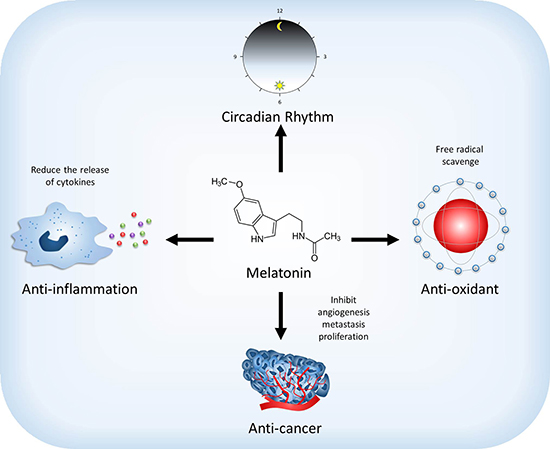 12
9
3
6
Circadian Rhythm
Reduce the release
of cytokines
Free radical
scavenge
H₃C
O
HN
HN
CH₃
O
Anti-inflammation
Melatonin
Anti-oxidant
Inhibit
angiogenesis
metastasis
proliferation
Anti-cancer